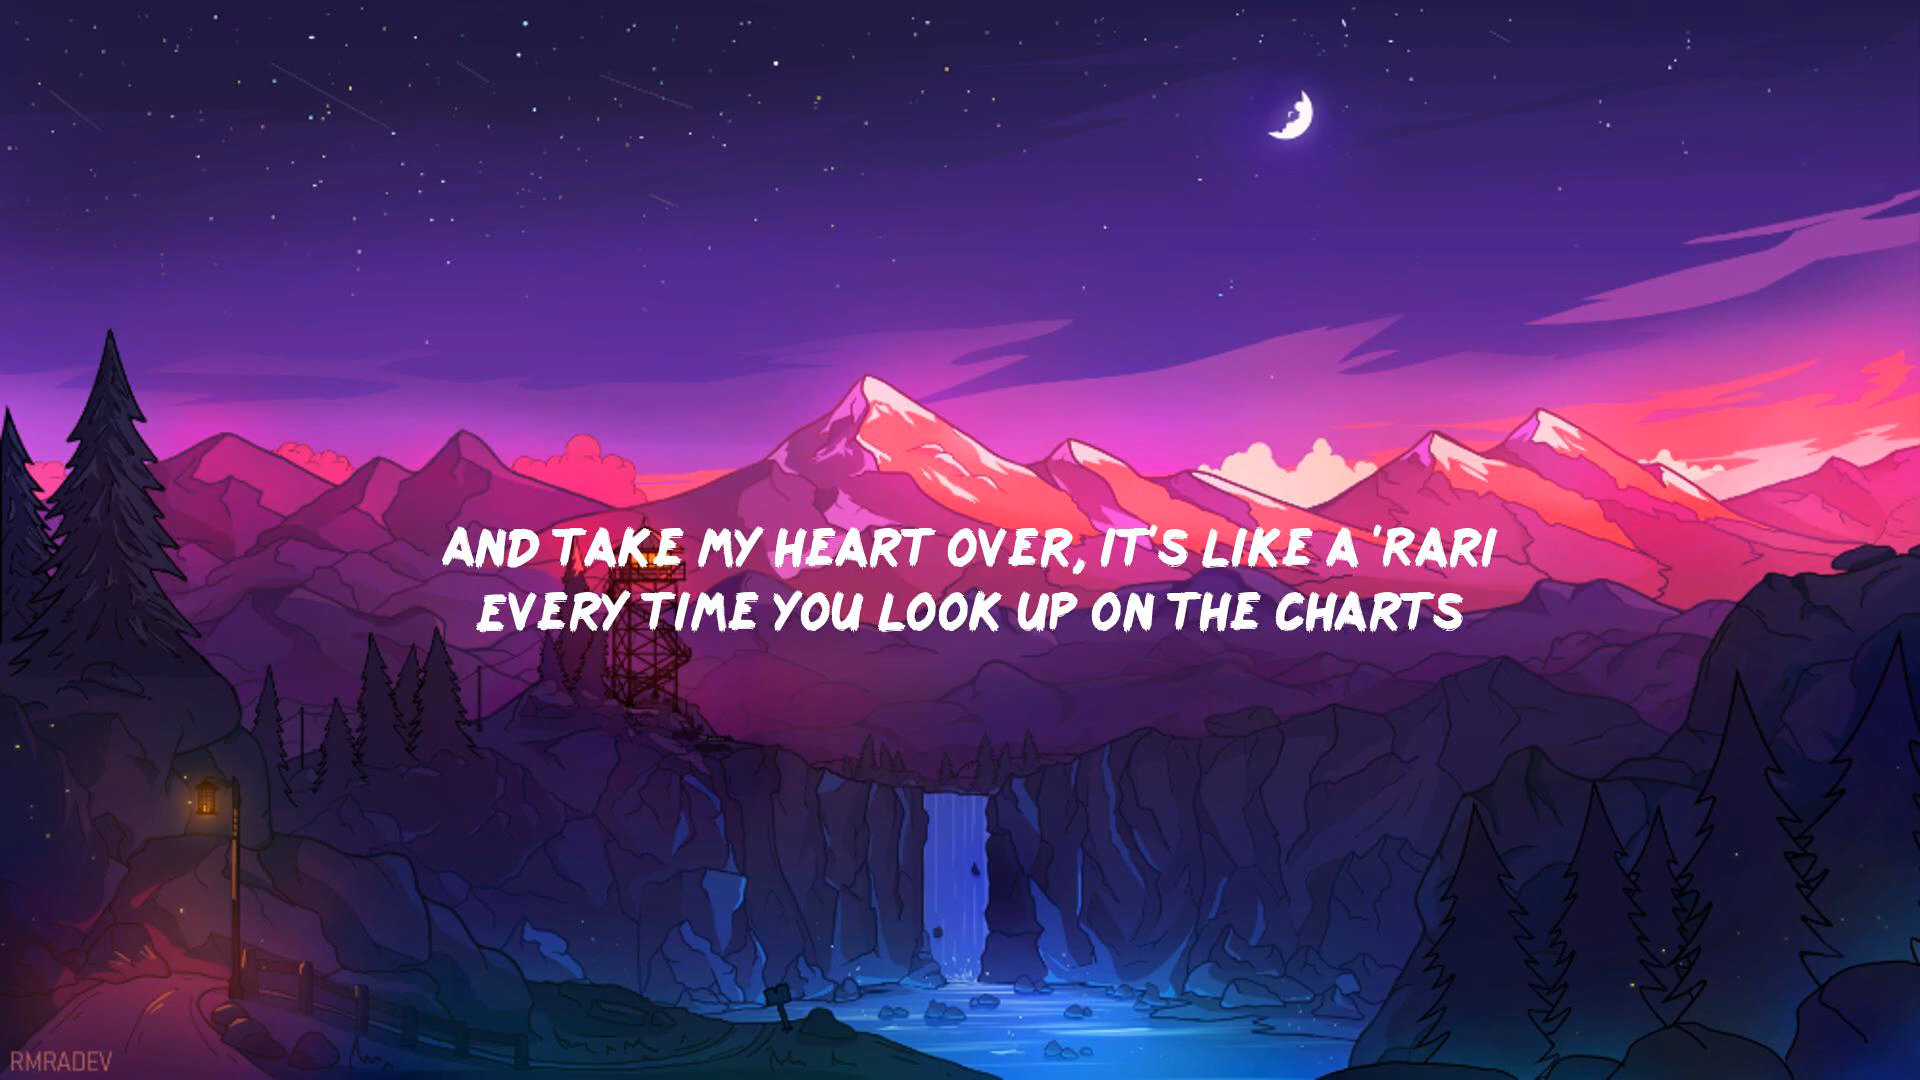 AND TAKE MY HEART OVER, IT'S LIKE A 'RARI
EVERY TIME YOU LOOK UP ON THE CHARTS
RMRADEV